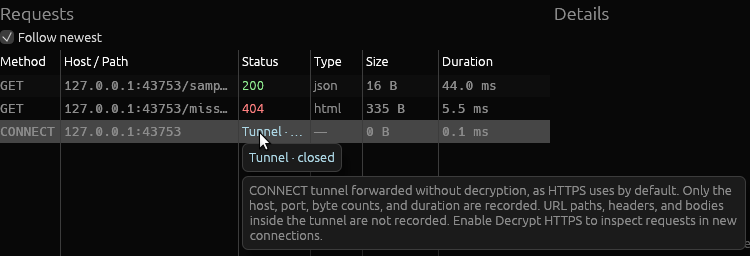 Requests
Details
Follow newest
Method Host / Path Status Type Size Duration
GET 127.0.0.1:43753/samp... 200 json 16 B 44.0 ms
GET 127.0.0.1:43753/miss... 404 html 335 B 5.5 ms
CONNECT 127.0.0.1:43753 Tunnel · ... — 0 B 0.1 ms
Tunnel · closed
CONNECT tunnel forwarded without decryption, as HTTPS uses by default. Only the
host, port, byte counts, and duration are recorded. URL paths, headers, and bodies
inside the tunnel are not recorded. Enable Decrypt HTTPS to inspect requests in new
connections.